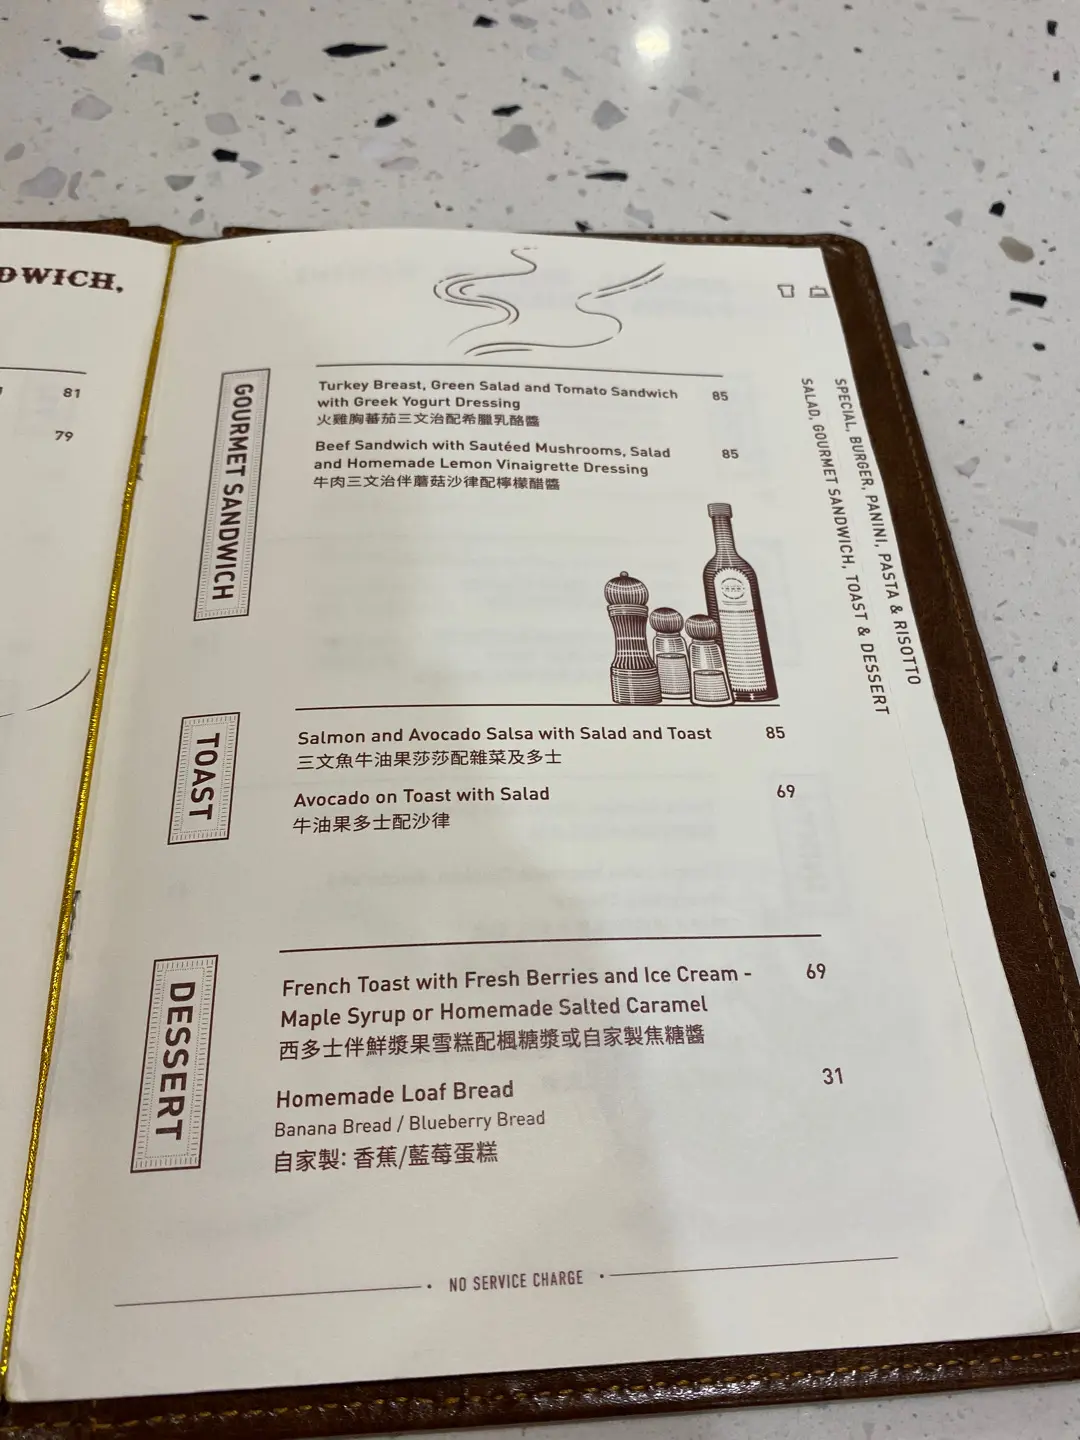 DWICH.
81
79
GOURMET SANDWICH
Turkey Breast, Green Salad and Tomato Sandwich 85
with Greek Yogurt Dressing
火雞胸蕃茄三文治配希臘乳酪醬
Beef Sandwich with Sautéed Mushrooms, Salad 85
and Homemade Lemon Vinaigrette Dressing
牛肉三文治伴蘑菇沙律配檸檬醋醬
TOAST
Salmon and Avocado Salsa with Salad and Toast 85
三文魚牛油果莎莎配雜菜及多士
Avocado on Toast with Salad 69
牛油果多士配沙律
DESSERT
French Toast with Fresh Berries and Ice Cream - 69
Maple Syrup or Homemade Salted Caramel
西多士伴鮮漿果雪糕配楓糖漿或自家製焦糖醬
Homemade Loaf Bread 31
Banana Bread / Blueberry Bread
自家製: 香蕉/藍莓蛋糕
NO SERVICE CHARGE
SPECIAL, BURGER, PANINI, PASTA & RISOTTO
SALAD, GOURMET SANDWICH, TOAST & DESSERT